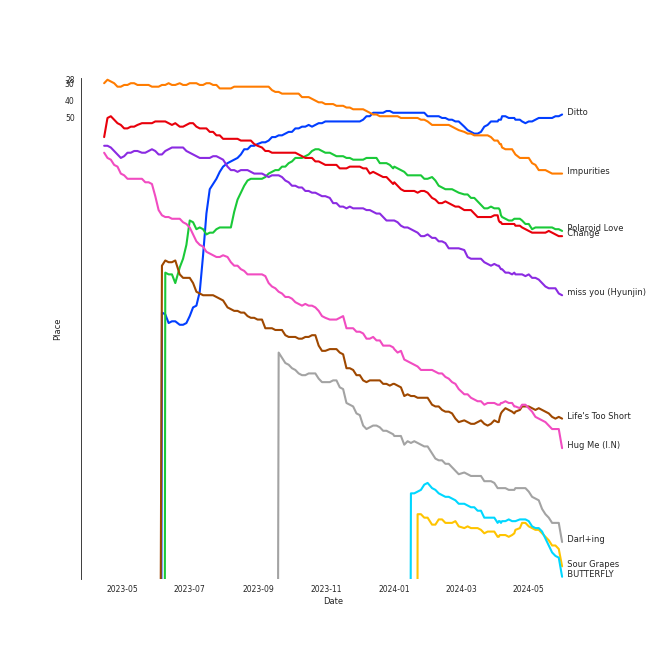 28
30
40
50
Place
Ditto
Impurities
Polaroid Love
Change
miss you (Hyunjin)
Life's Too Short
Hug Me (I.N)
Darl+ing
Sour Grapes
BUTTERFLY
2023-05 2023-07 2023-09 2023-11 2024-01 2024-03 2024-05
Date